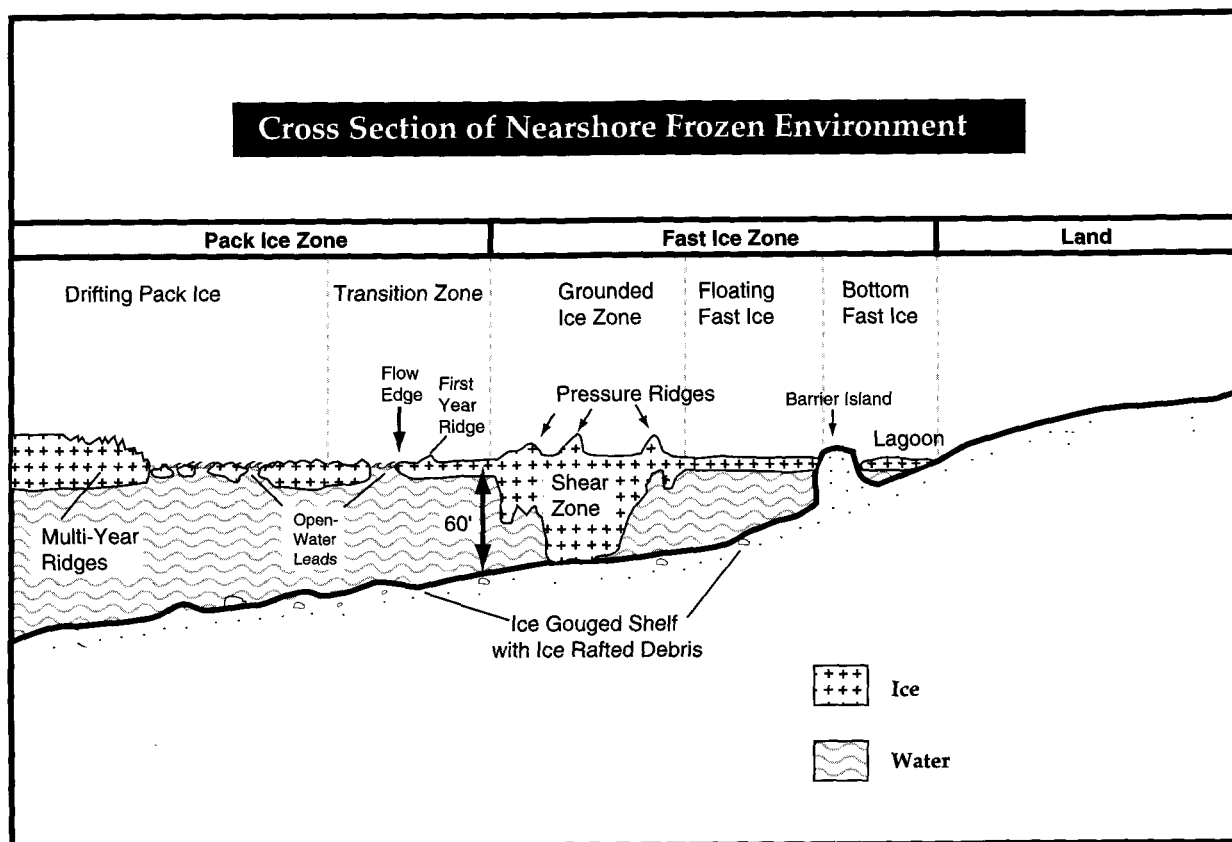 Cross Section of Nearshore Frozen Environment
Pack Ice Zone
Fast Ice Zone
Land
Drifting Pack Ice
Transition Zone
Grounded
Ice Zone
Floating
Fast Ice
Bottom
Fast Ice
Flow
Edge
First
Year
Ridge
Pressure Ridges
Barrier Island
Lagoon
Shear
Zone
60'
Multi-Year
Ridges
Open-
Water
Leads
Ice Gouged Shelf
with Ice Rafted Debris
Ice
Water